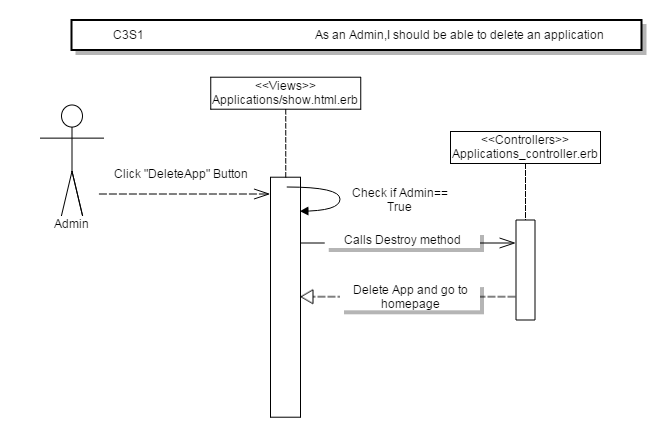 C3S1 As an Admin,I should be able to delete an application
<<Views>>
Applications/show.html.erb
<<Controllers>>
Applications_controller.erb
Click "DeleteApp" Button
Check if Admin==
True
Admin
Calls Destroy method
Delete App and go to
homepage